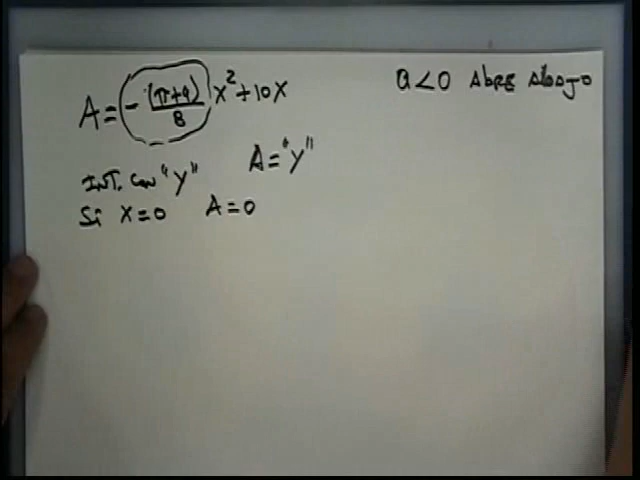 A = -(π+4)/8 x² + 10x
a < 0 Abre Abajo
Int. con "y" A = "y"
Si x = 0 A = 0